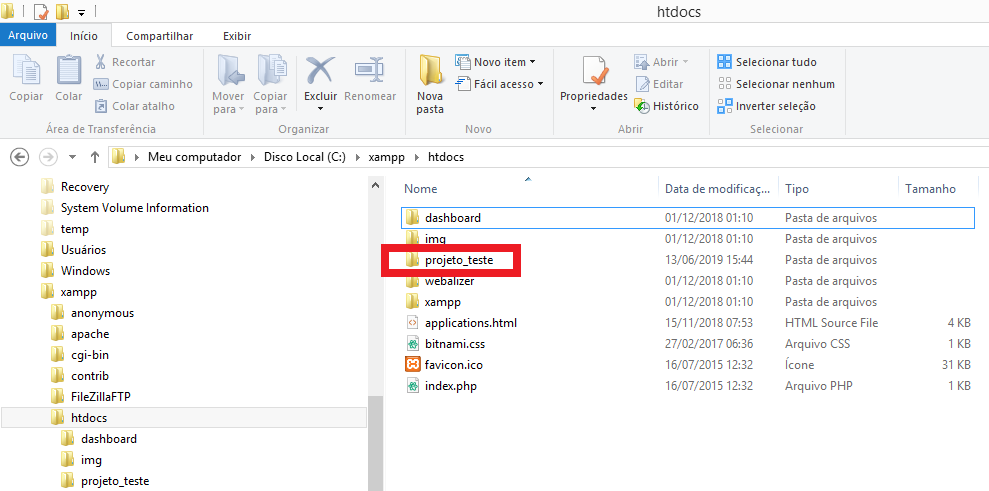 htdocs
Arquivo Início Compartilhar Exibir
Copiar
Colar
Recortar
Copiar caminho
Colar atalho
Área de Transferência
Mover para
Copiar para
Excluir
Renomear
Organizar
Nova pasta
Novo item
Fácil acesso
Novo
Propriedades
Abrir
Editar
Histórico
Abrir
Selecionar tudo
Selecionar nenhum
Inverter seleção
Selecionar
Meu computador Disco Local (C:) xampp htdocs
Recovery
System Volume Information
temp
Usuários
Windows
xampp
anonymous
apache
cgi-bin
contrib
FileZillaFTP
htdocs
dashboard
img
projeto_teste
Nome Data de modificaç... Tipo Tamanho
dashboard 01/12/2018 01:10 Pasta de arquivos
img 01/12/2018 01:10 Pasta de arquivos
projeto_teste 13/06/2019 15:44 Pasta de arquivos
webalizer 01/12/2018 01:10 Pasta de arquivos
xampp 01/12/2018 01:10 Pasta de arquivos
applications.html 15/11/2018 07:53 HTML Source File 4 KB
bitnami.css 27/02/2017 06:36 Arquivo CSS 1 KB
favicon.ico 16/07/2015 12:32 Ícone 31 KB
index.php 16/07/2015 12:32 Arquivo PHP 1 KB